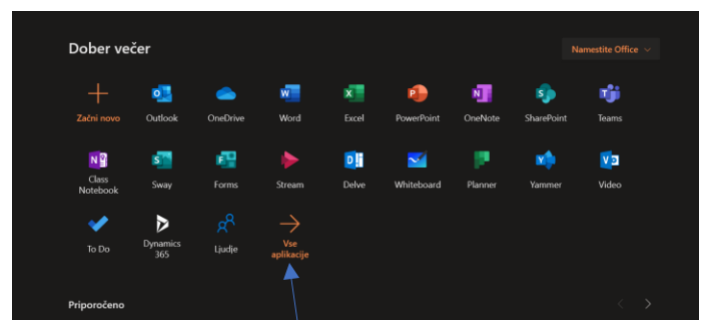 Dober večer
Namestite Office
Začni novo
Outlook
OneDrive
Word
Excel
PowerPoint
OneNote
SharePoint
Teams
Class
Notebook
Sway
Forms
Stream
Delve
Whiteboard
Planner
Yammer
Video
To Do
Dynamics
365
Ljudje
Vse
aplikacije
Priporočeno